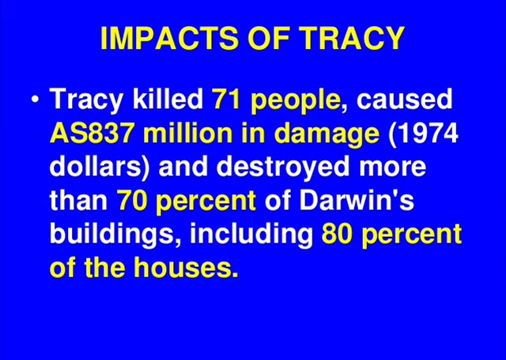 IMPACTS OF TRACY
• Tracy killed 71 people, caused
AS837 million in damage (1974
dollars) and destroyed more
than 70 percent of Darwin's
buildings, including 80 percent
of the houses.